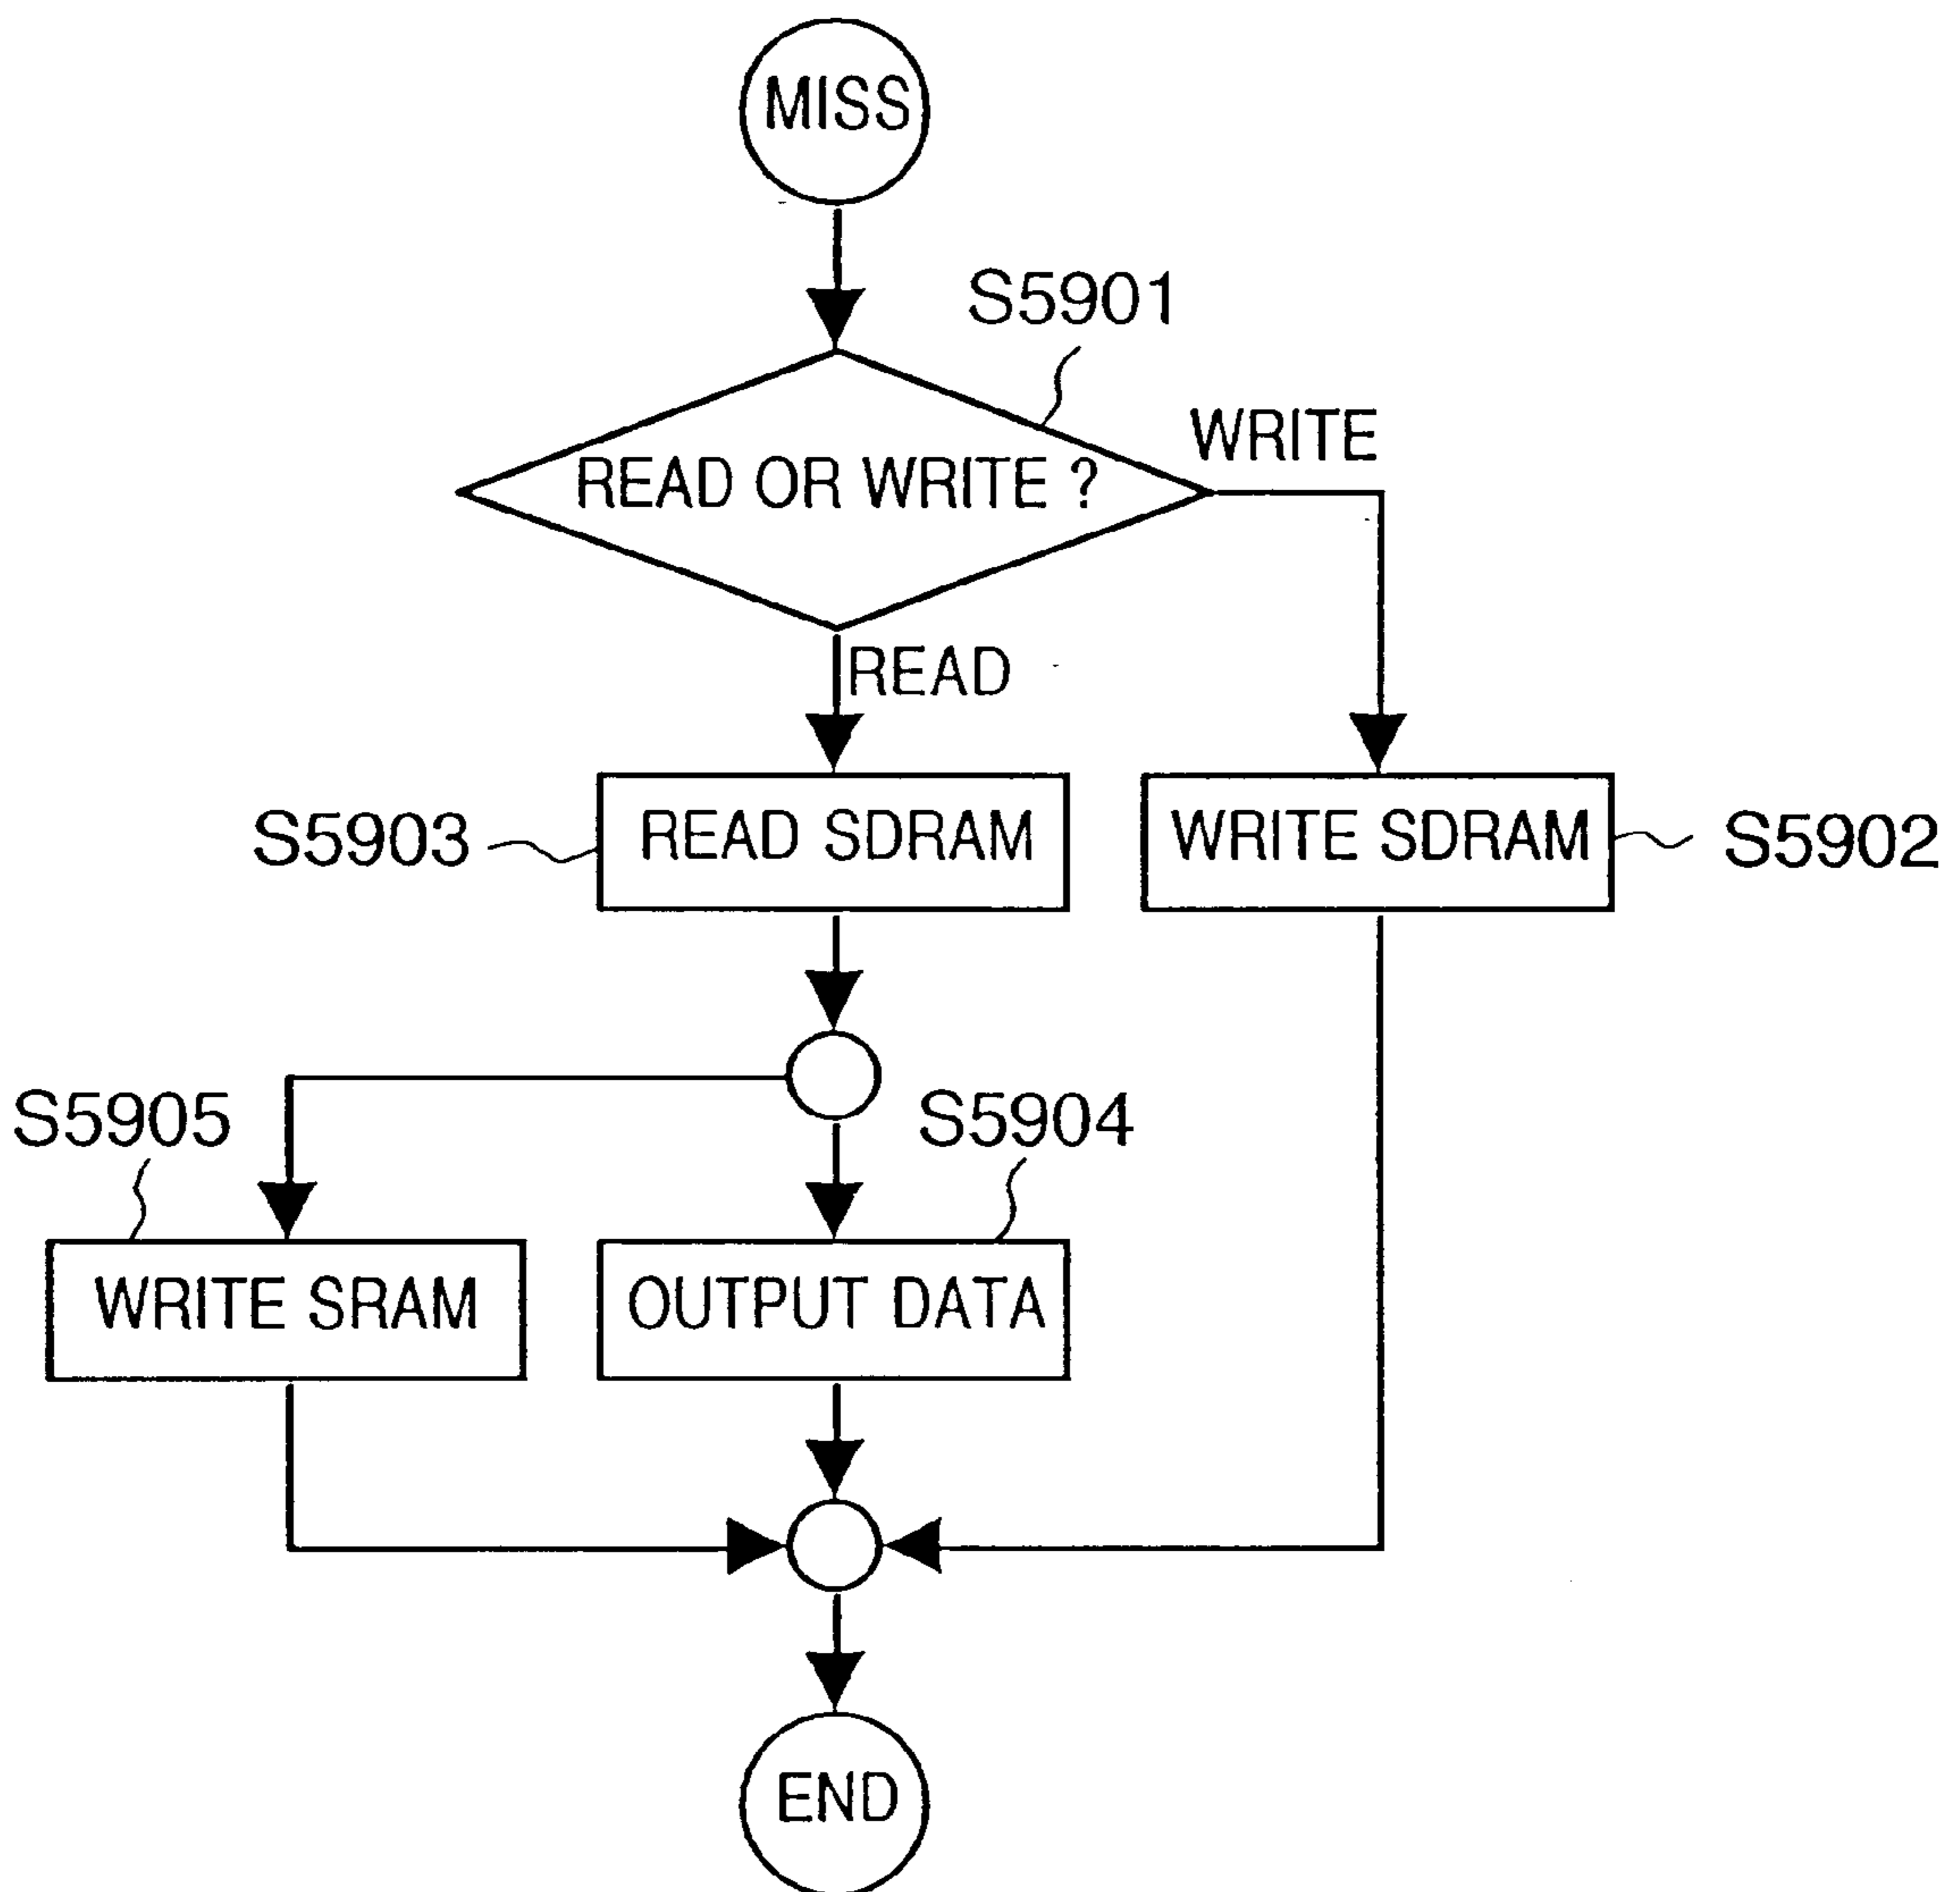 MISS
S5901
WRITE
READ OR WRITE ?
READ
S5903
READ SDRAM
WRITE SDRAM
S5902
S5905
S5904
WRITE SRAM
OUTPUT DATA
END